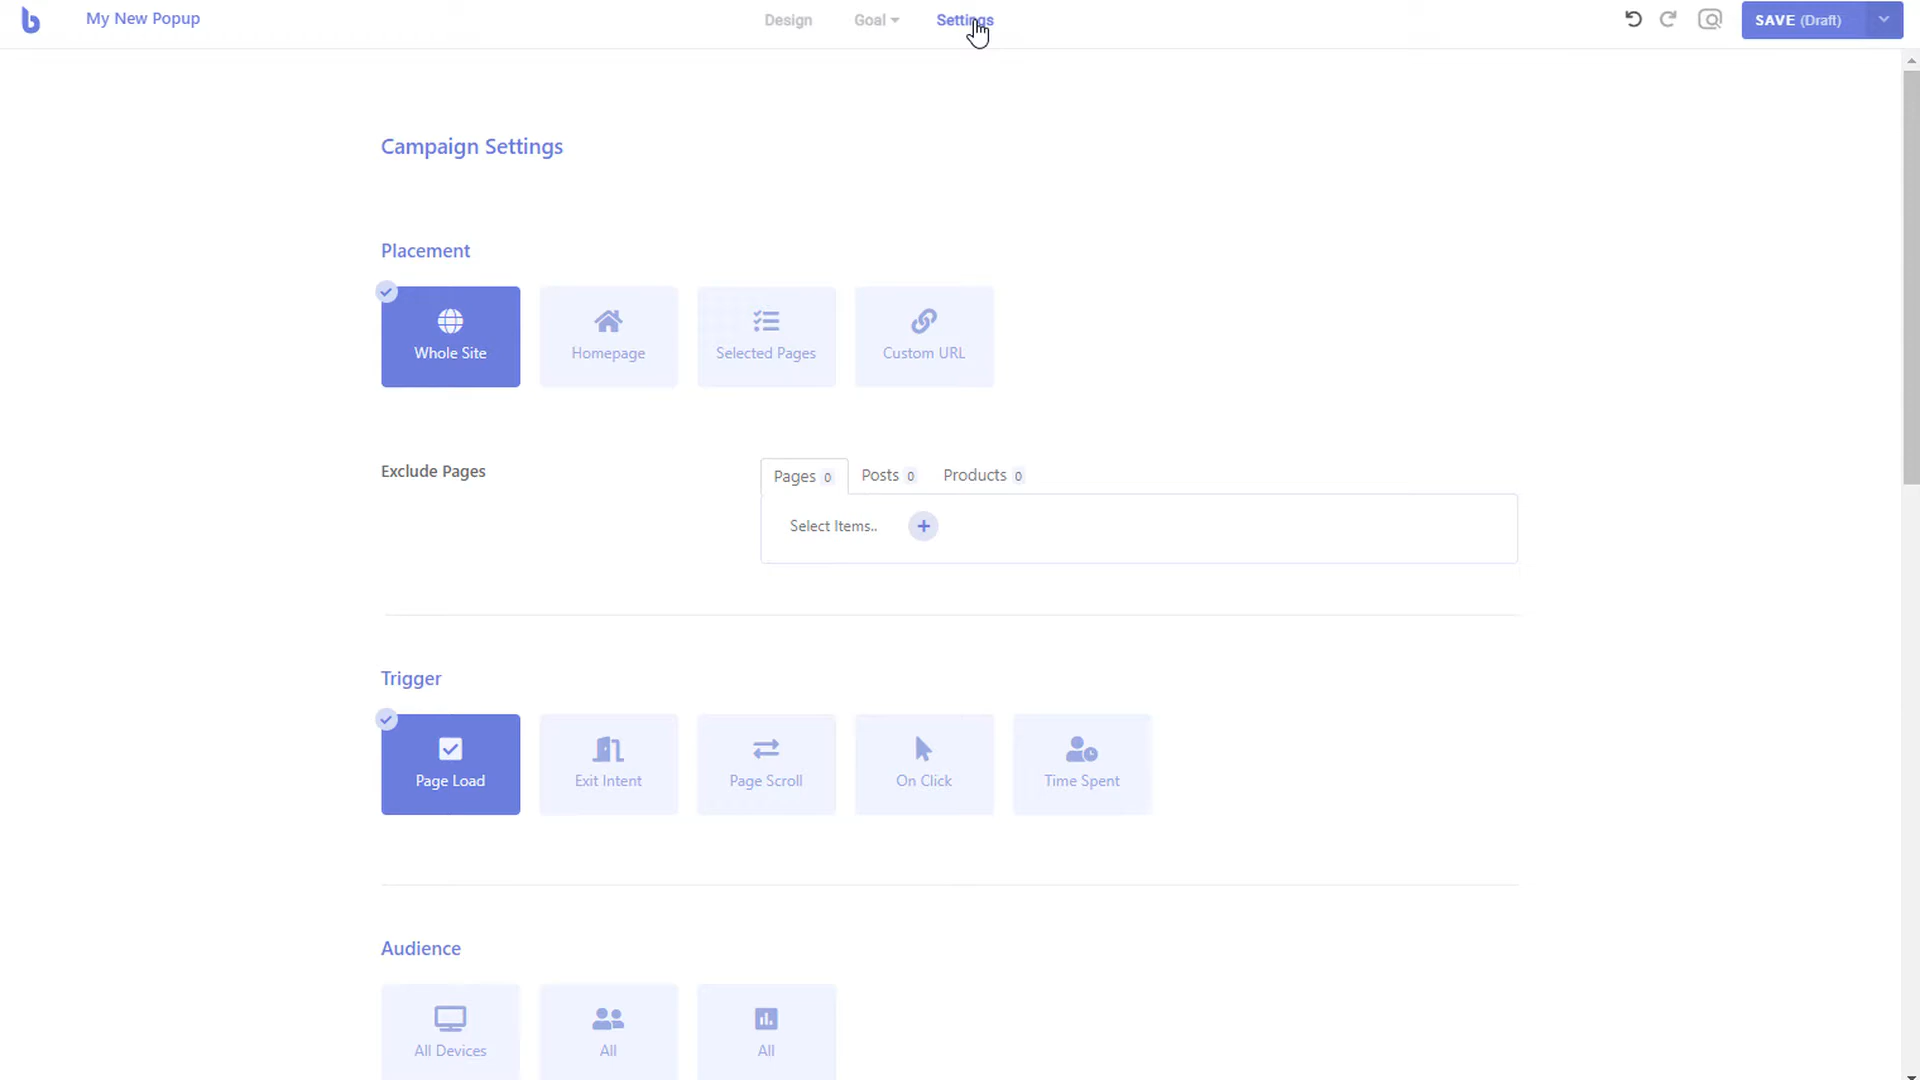 b My New Popup Design Goal Settings SAVE (Draft)
Campaign Settings
Placement
Whole Site Homepage Selected Pages Custom URL
Exclude Pages Pages 0 Posts 0 Products 0
Select Items.. +
Trigger
Page Load Exit Intent Page Scroll On Click Time Spent
Audience
All Devices All All